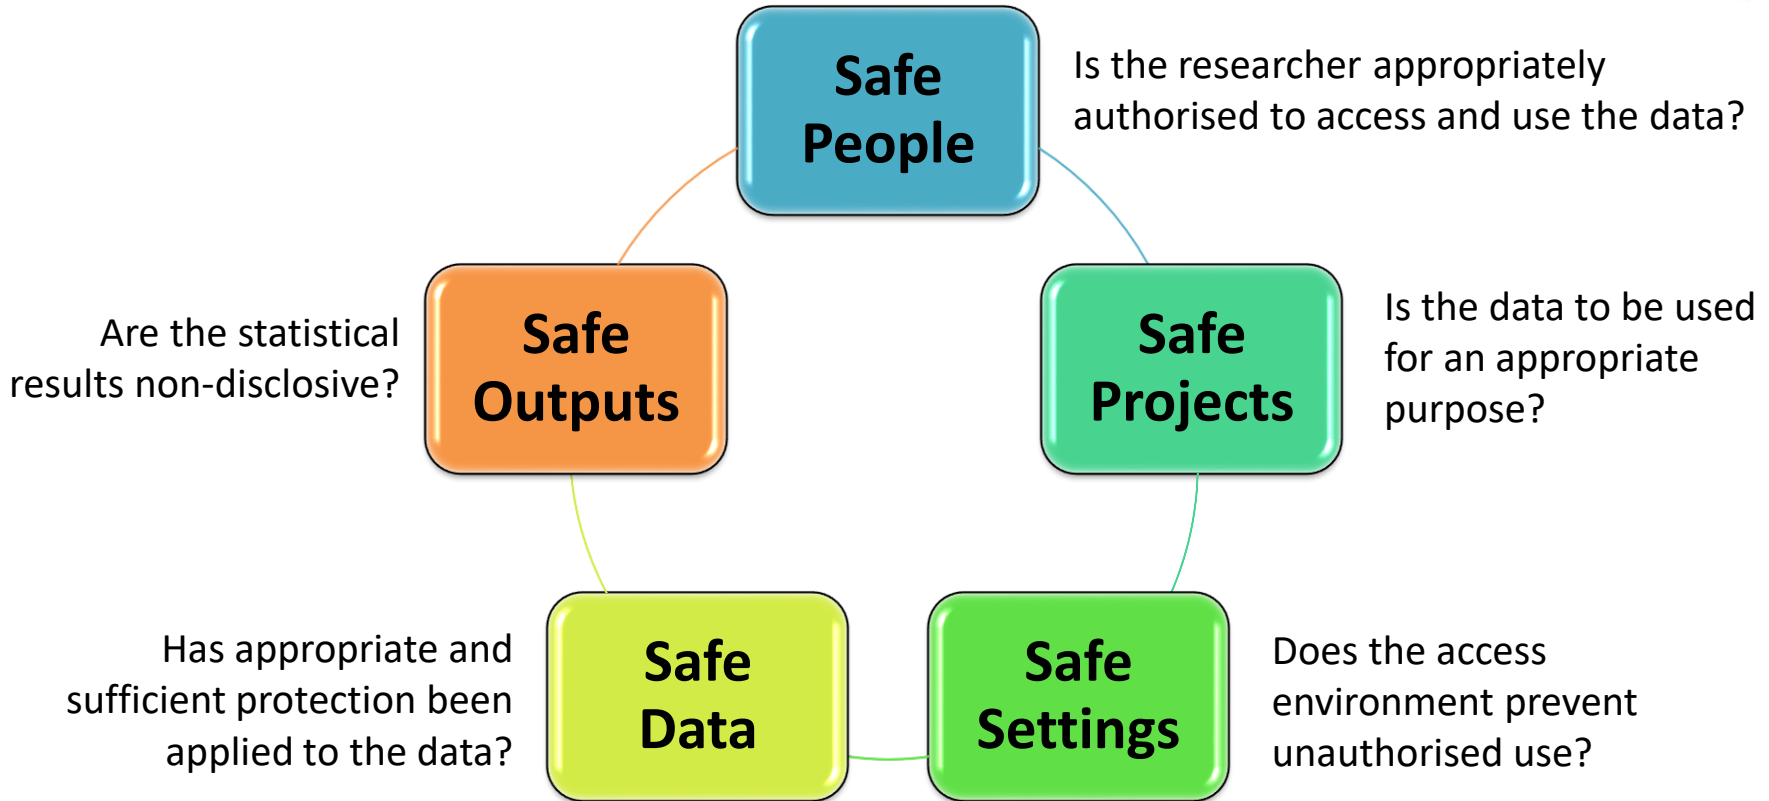 Safe
People
Is the researcher appropriately
authorised to access and use the data?
Safe
Projects
Is the data to be used
for an appropriate
purpose?
Safe
Settings
Does the access
environment prevent
unauthorised use?
Safe
Data
Has appropriate and
sufficient protection been
applied to the data?
Safe
Outputs
Are the statistical
results non-disclosive?